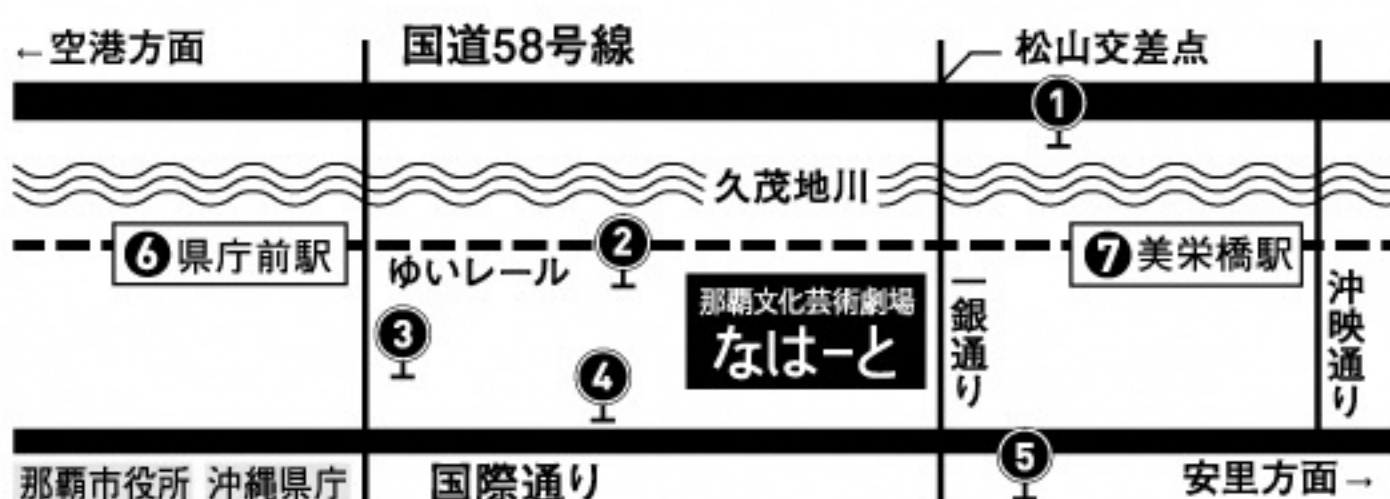 ←空港方面
国道58号線
松山交差点
1
久茂地川
6県庁前駅
ゆいレール
2
7美栄橋駅
3
4
那覇文化芸術劇場
なはーと
一銀通り
沖映通り
5
那覇市役所
沖縄県庁
国際通り
安里方面→